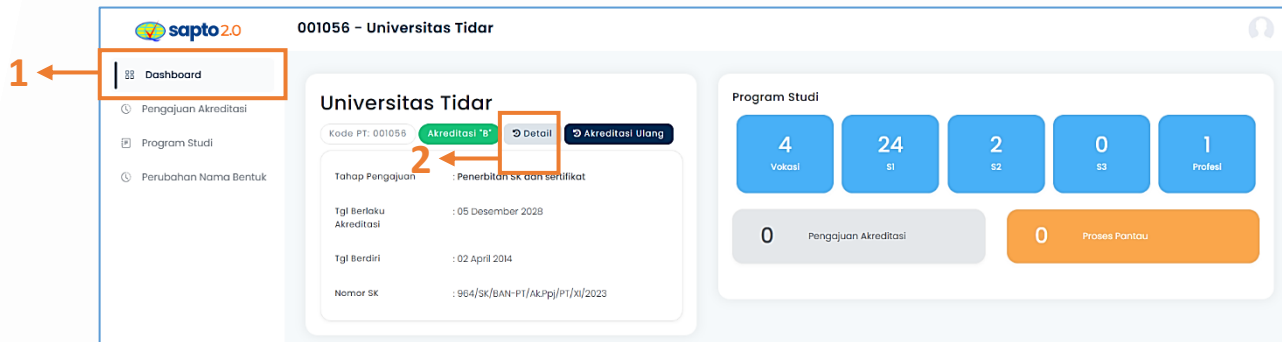 sapto 2.0
001056 - Universitas Tidar
1
Dashboard
Pengajuan Akreditasi
Program Studi
Perubahan Nama Bentuk
Universitas Tidar
Kode PT: 001056
Akreditasi "B"
Detail
Akreditasi Ulang
2
Tahap Pengajuan : Penerbitan SK dan sertifikat
Tgl Berlaku : 05 Desember 2028
Akreditasi
Tgl Berdiri : 02 April 2014
Nomor SK : 964/SK/BAN-PT/Ak.Ppj/PT/XI/2023
Program Studi
4
Vokasi
24
S1
2
S2
0
S3
1
Profesi
0 Pengajuan Akreditasi
0 Proses Pantau